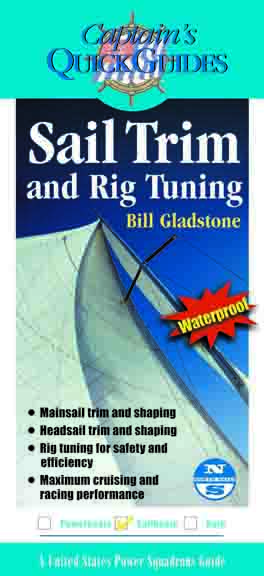 Captain's
QUICKGUIDES
Sail Trim
and Rig Tuning
Bill Gladstone
Waterproof
• Mainsail trim and shaping
• Headsail trim and shaping
• Rig tuning for safety and
efficiency
• Maximum cruising and
racing performance
N
NORTH SAILS
S
Powerboats Sailboats Both
A United States Power Squadrons Guide